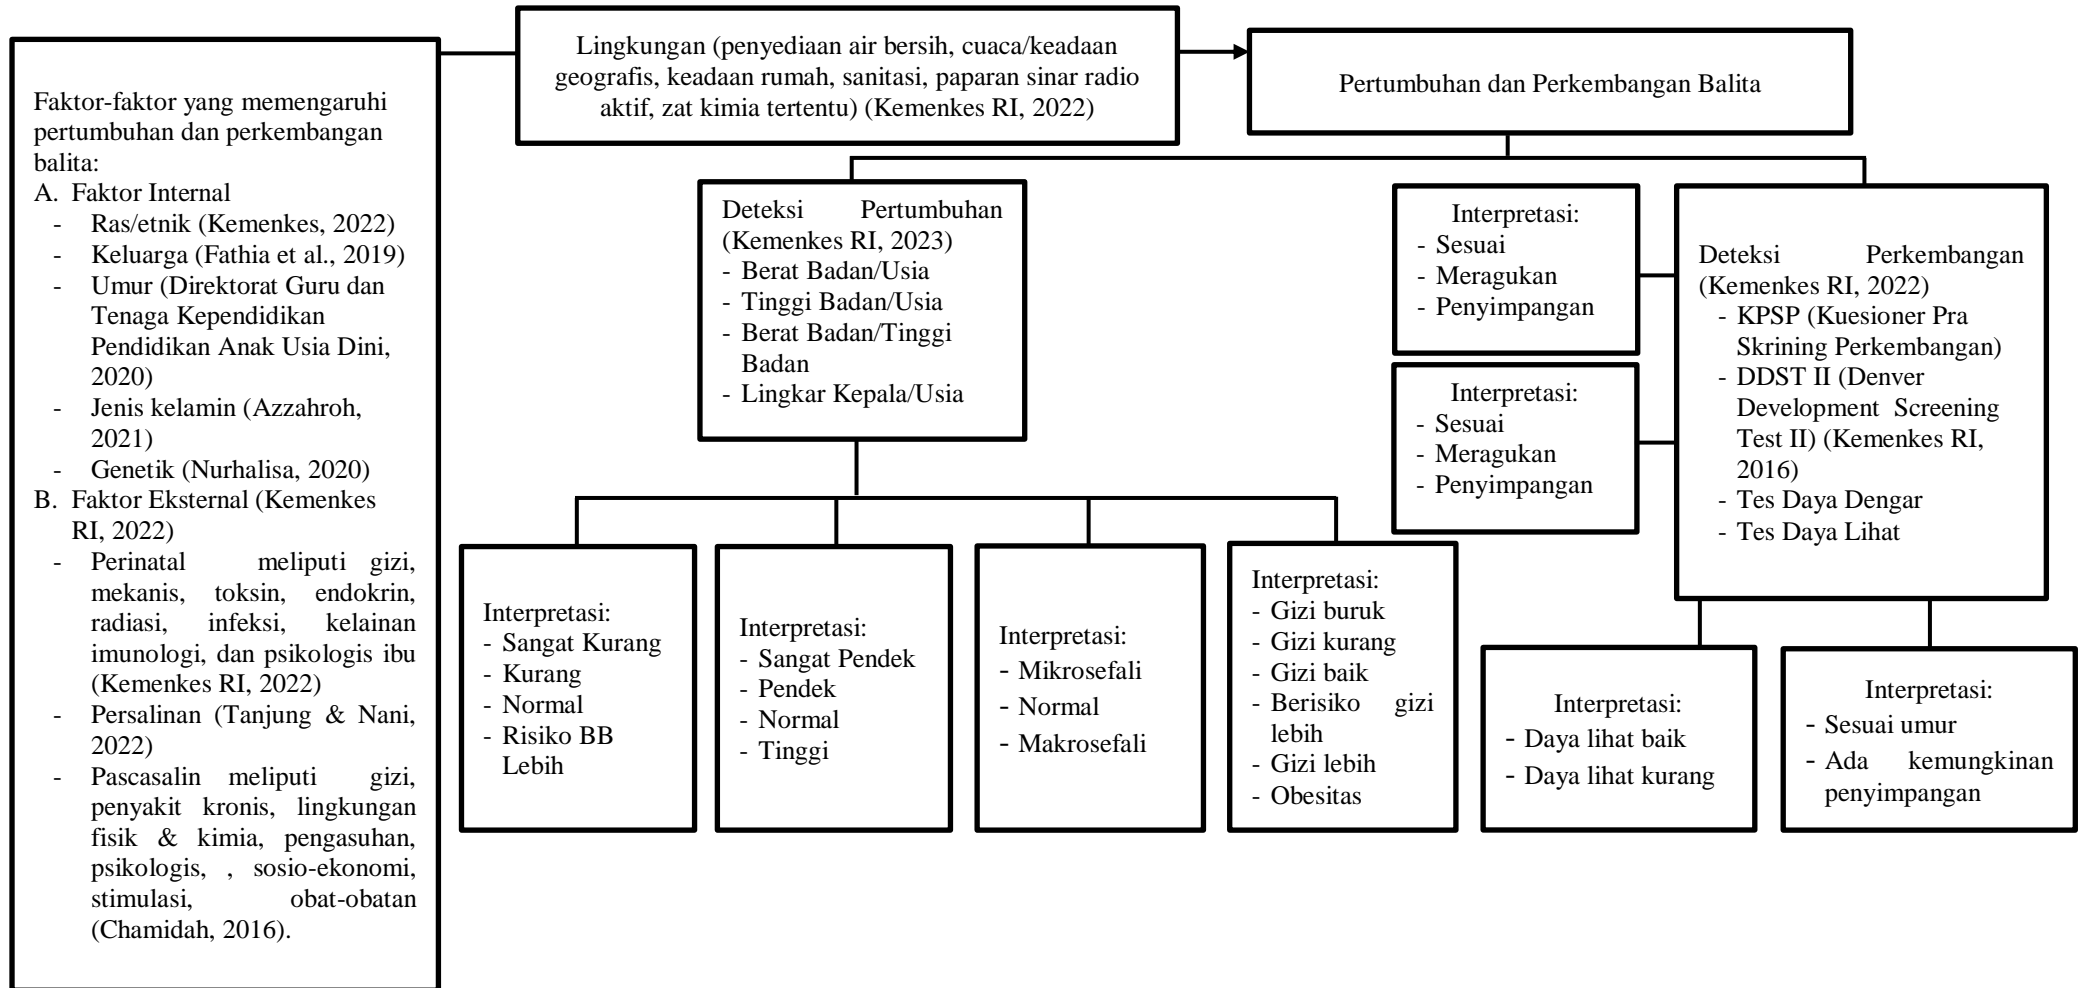 Faktor-faktor yang memengaruhi
pertumbuhan dan perkembangan
balita:
A. Faktor Internal
- Ras/etnik (Kemenkes, 2022)
- Keluarga (Fathia et al., 2019)
- Umur (Direktorat Guru dan
Tenaga Kependidikan
Pendidikan Anak Usia Dini,
2020)
- Jenis kelamin (Azzahroh,
2021)
- Genetik (Nurhalisa, 2020)
B. Faktor Eksternal (Kemenkes
RI, 2022)
- Perinatal meliputi gizi,
mekanis, toksin, endokrin,
radiasi, infeksi, kelainan
imunologi, dan psikologis ibu
(Kemenkes RI, 2022)
- Persalinan (Tanjung & Nani,
2022)
- Pascasalin meliputi gizi,
penyakit kronis, lingkungan
fisik & kimia, pengasuhan,
psikologis, , sosio-ekonomi,
stimulasi, obat-obatan
(Chamidah, 2016).
Lingkungan (penyediaan air bersih, cuaca/keadaan
geografis, keadaan rumah, sanitasi, paparan sinar radio
aktif, zat kimia tertentu) (Kemenkes RI, 2022)
Pertumbuhan dan Perkembangan Balita
Deteksi Pertumbuhan
(Kemenkes RI, 2023)
- Berat Badan/Usia
- Tinggi Badan/Usia
- Berat Badan/Tinggi
Badan
- Lingkar Kepala/Usia
Interpretasi:
- Sesuai
- Meragukan
- Penyimpangan
Interpretasi:
- Sesuai
- Meragukan
- Penyimpangan
Deteksi Perkembangan
(Kemenkes RI, 2022)
- KPSP (Kuesioner Pra
Skrining Perkembangan)
- DDST II (Denver
Development Screening
Test II) (Kemenkes RI,
2016)
- Tes Daya Dengar
- Tes Daya Lihat
Interpretasi:
- Sangat Kurang
- Kurang
- Normal
- Risiko BB
Lebih
Interpretasi:
- Sangat Pendek
- Pendek
- Normal
- Tinggi
Interpretasi:
- Mikrosefali
- Normal
- Makrosefali
Interpretasi:
- Gizi buruk
- Gizi kurang
- Gizi baik
- Berisiko gizi
lebih
- Gizi lebih
- Obesitas
Interpretasi:
- Daya lihat baik
- Daya lihat kurang
Interpretasi:
- Sesuai umur
- Ada kemungkinan
penyimpangan